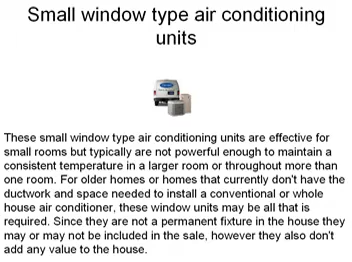 Small window type air conditioning
units
These small window type air conditioning units are effective for
small rooms but typically are not powerful enough to maintain a
consistent temperature in a larger room or throughout more than
one room. For older homes or homes that currently don't have the
ductwork and space needed to install a conventional or whole
house air conditioner, these window units may be all that is
required. Since they are not a permanent fixture in the house they
may or may not be included in the sale, however they also don't
add any value to the house.